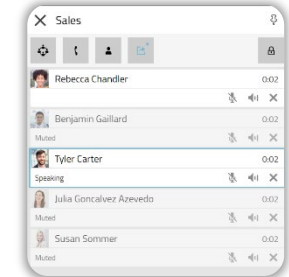 Sales
Rebecca Chandler 0:02
Benjamin Gaillard 0:02
Muted
Tyler Carter 0:02
Speaking
Julia Goncalvez Azevedo 0:02
Muted
Susan Sommer 0:02
Muted